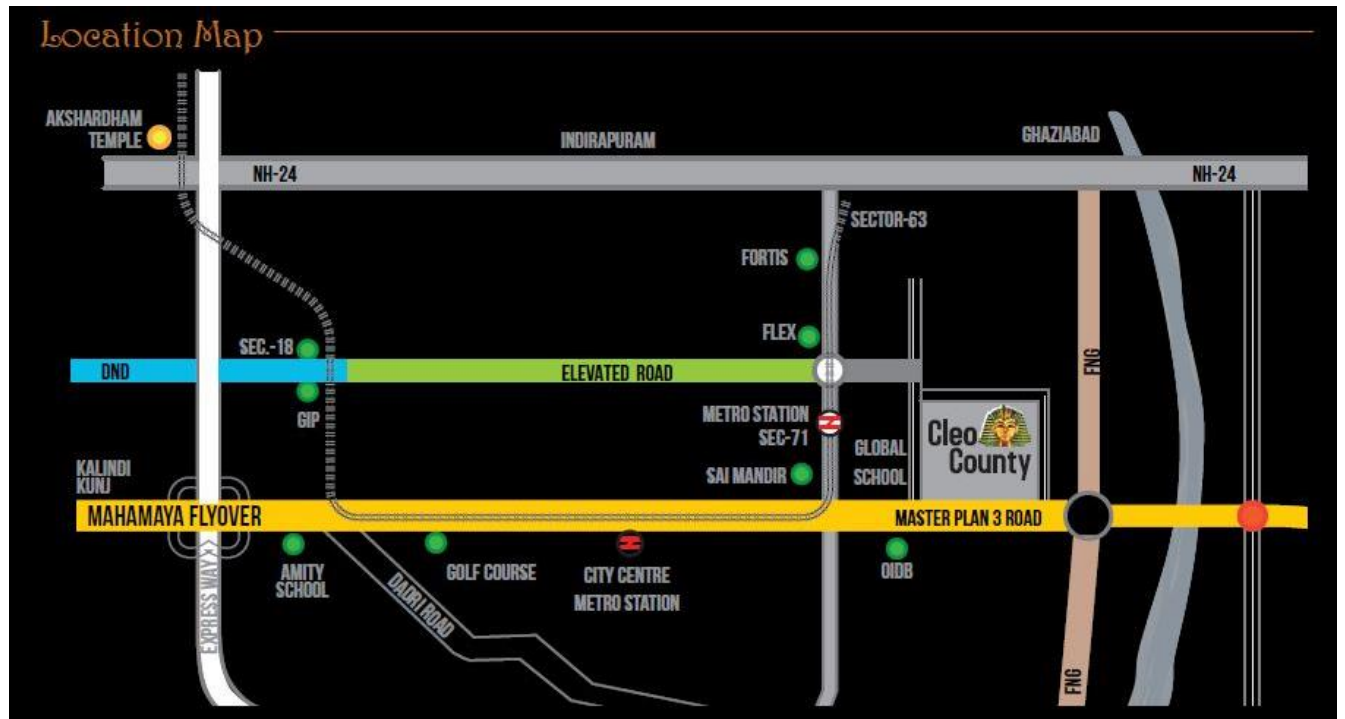 Location Map
AKSHARDHAM
TEMPLE
INDIRAPURAM
GHAZIABAD
NH-24
NH-24
SECTOR-63
FORTIS
FLEX
SEC.-18
DND
ELEVATED ROAD
FNG
GIP
METRO STATION
SEC-71
GLOBAL
SCHOOL
Cleo
County
SAI MANDIR
KALINDI
KUNJ
MAHAMAYA FLYOVER
MASTER PLAN 3 ROAD
AMITY
SCHOOL
GOLF COURSE
CITY CENTRE
METRO STATION
OIDB
EXPRESS WAY >>
DADRI ROAD
FNG